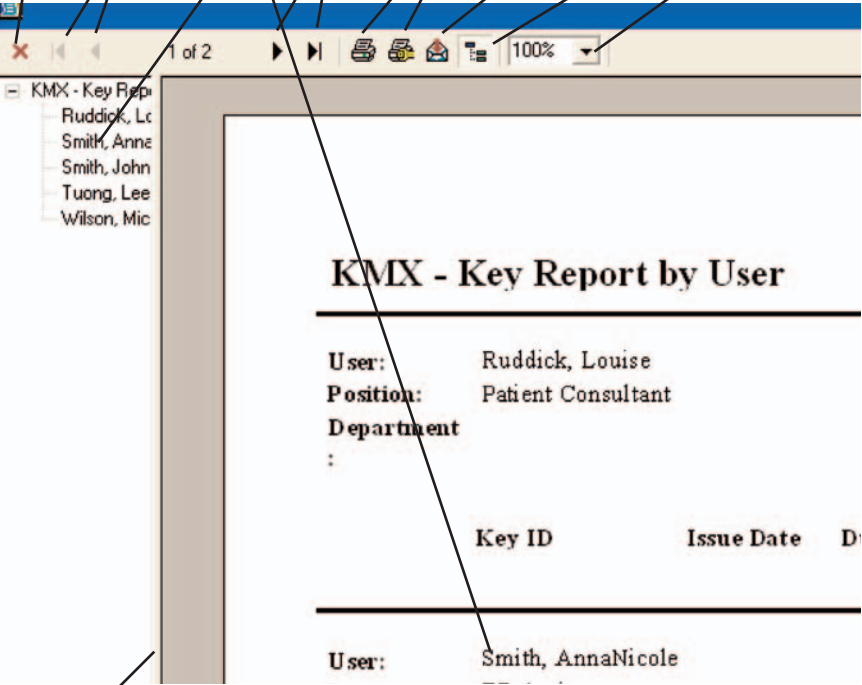 1 of 2
100%
KMX - Key Repo
Ruddick, Lo
Smith, Anna
Smith, John
Tuong, Lee
Wilson, Mic
KMX - Key Report by User
User: Ruddick, Louise
Position: Patient Consultant
Department
:
Key ID Issue Date
User: Smith, AnnaNicole